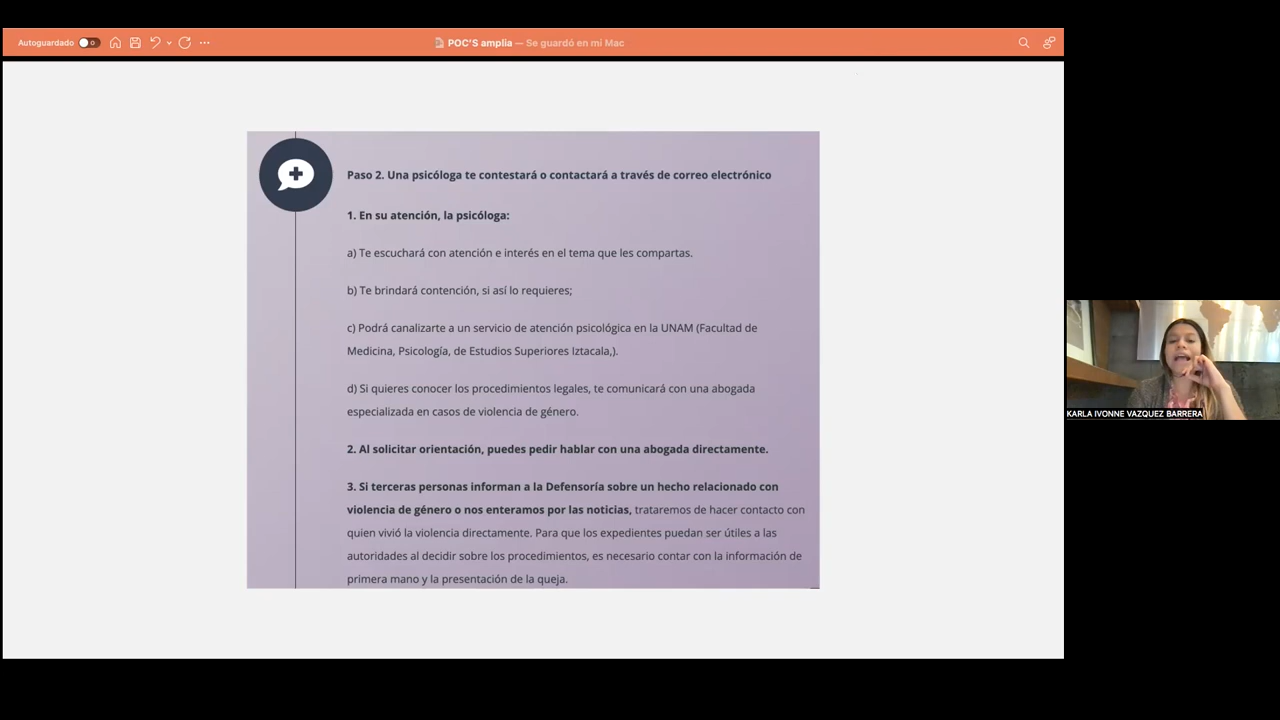 Autoguardado
POC'S amplia — Se guardó en mi Mac
Paso 2. Una psicóloga te contestará o contactará a través de correo electrónico
1. En su atención, la psicóloga:
a) Te escuchará con atención e interés en el tema que les compartas.
b) Te brindará contención, si así lo requieres;
c) Podrá canalizarte a un servicio de atención psicológica en la UNAM (Facultad de
Medicina, Psicología, de Estudios Superiores Iztacala,).
d) Si quieres conocer los procedimientos legales, te comunicará con una abogada
especializada en casos de violencia de género.
2. Al solicitar orientación, puedes pedir hablar con una abogada directamente.
3. Si terceras personas informan a la Defensoría sobre un hecho relacionado con
violencia de género o nos enteramos por las noticias, trataremos de hacer contacto con
quien vivió la violencia directamente. Para que los expedientes puedan ser útiles a las
autoridades al decidir sobre los procedimientos, es necesario contar con la información de
primera mano y la presentación de la queja.
KARLA IVONNE VAZQUEZ BARRERA